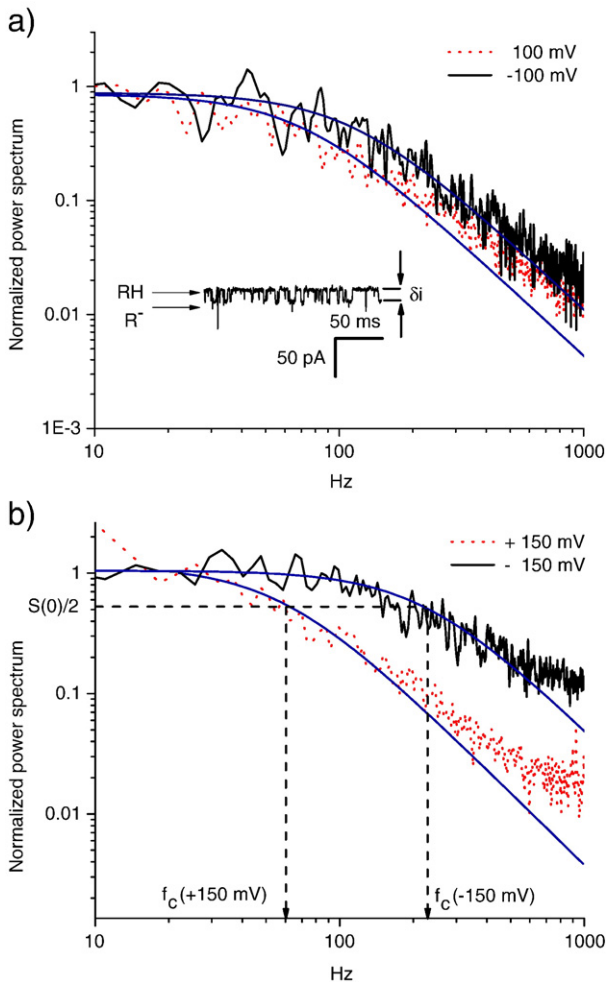 a)
100 mV
-100 mV
Normalized power spectrum
1
0.1
0.01
1E-3
RH
R⁻
δi
50 ms
50 pA
10
100
1000
Hz
b)
+ 150 mV
- 150 mV
Normalized power spectrum
1
S(0)/2
0.1
0.01
f_c(+150 mV)
f_c(-150 mV)
10
100
1000
Hz